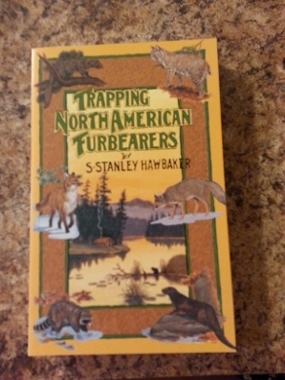 TRAPPING
NORTH AMERICAN
FURBEARERS
BY
S. STANLEY HAWBAKER